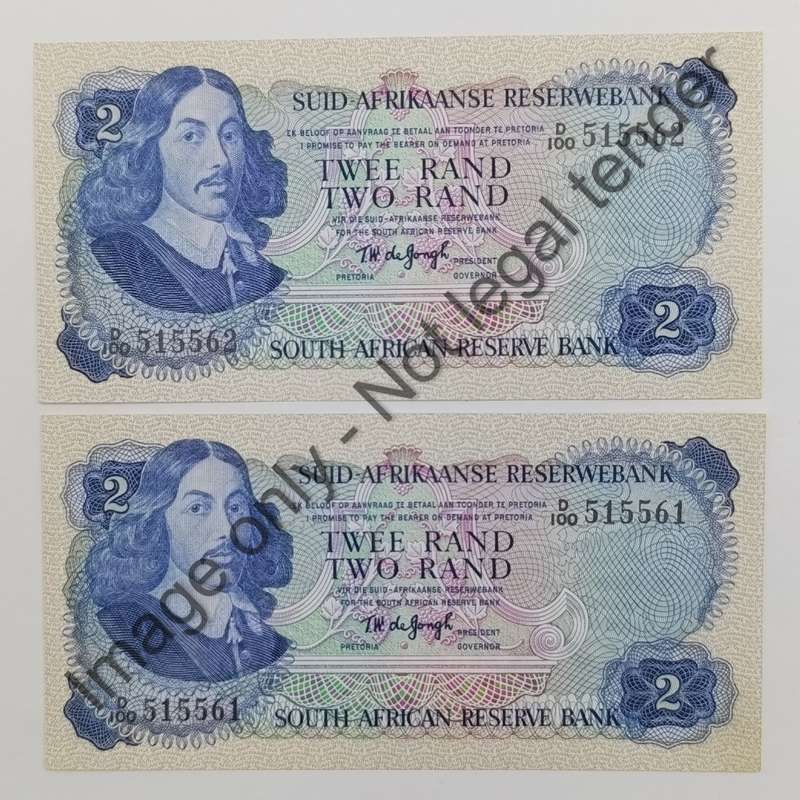 2
SUID-AFRIKAANSE RESERWEBANK
EK BELOOF OP AANVRAAG TE BETAAL AAN TOONDER TE PRETORIA
I PROMISE TO PAY THE BEARER ON DEMAND AT PRETORIA
D/100 515562
TWEE RAND
TWO RAND
VIR DIE SUID-AFRIKAANSE RESERWEBANK
FOR THE SOUTH AFRICAN RESERVE BANK
T.W. de Jongh
PRESIDENT
PRETORIA GOVERNOR
2
D/100 515562
SOUTH AFRICAN RESERVE BANK
2
SUID-AFRIKAANSE RESERWEBANK
EK BELOOF OP AANVRAAG TE BETAAL AAN TOONDER TE PRETORIA
I PROMISE TO PAY THE BEARER ON DEMAND AT PRETORIA
D/100 515561
TWEE RAND
TWO RAND
VIR DIE SUID-AFRIKAANSE RESERWEBANK
FOR THE SOUTH AFRICAN RESERVE BANK
T.W. de Jongh
PRESIDENT
PRETORIA GOVERNOR
2
D/100 515561
SOUTH AFRICAN RESERVE BANK
Image only - Not legal tender